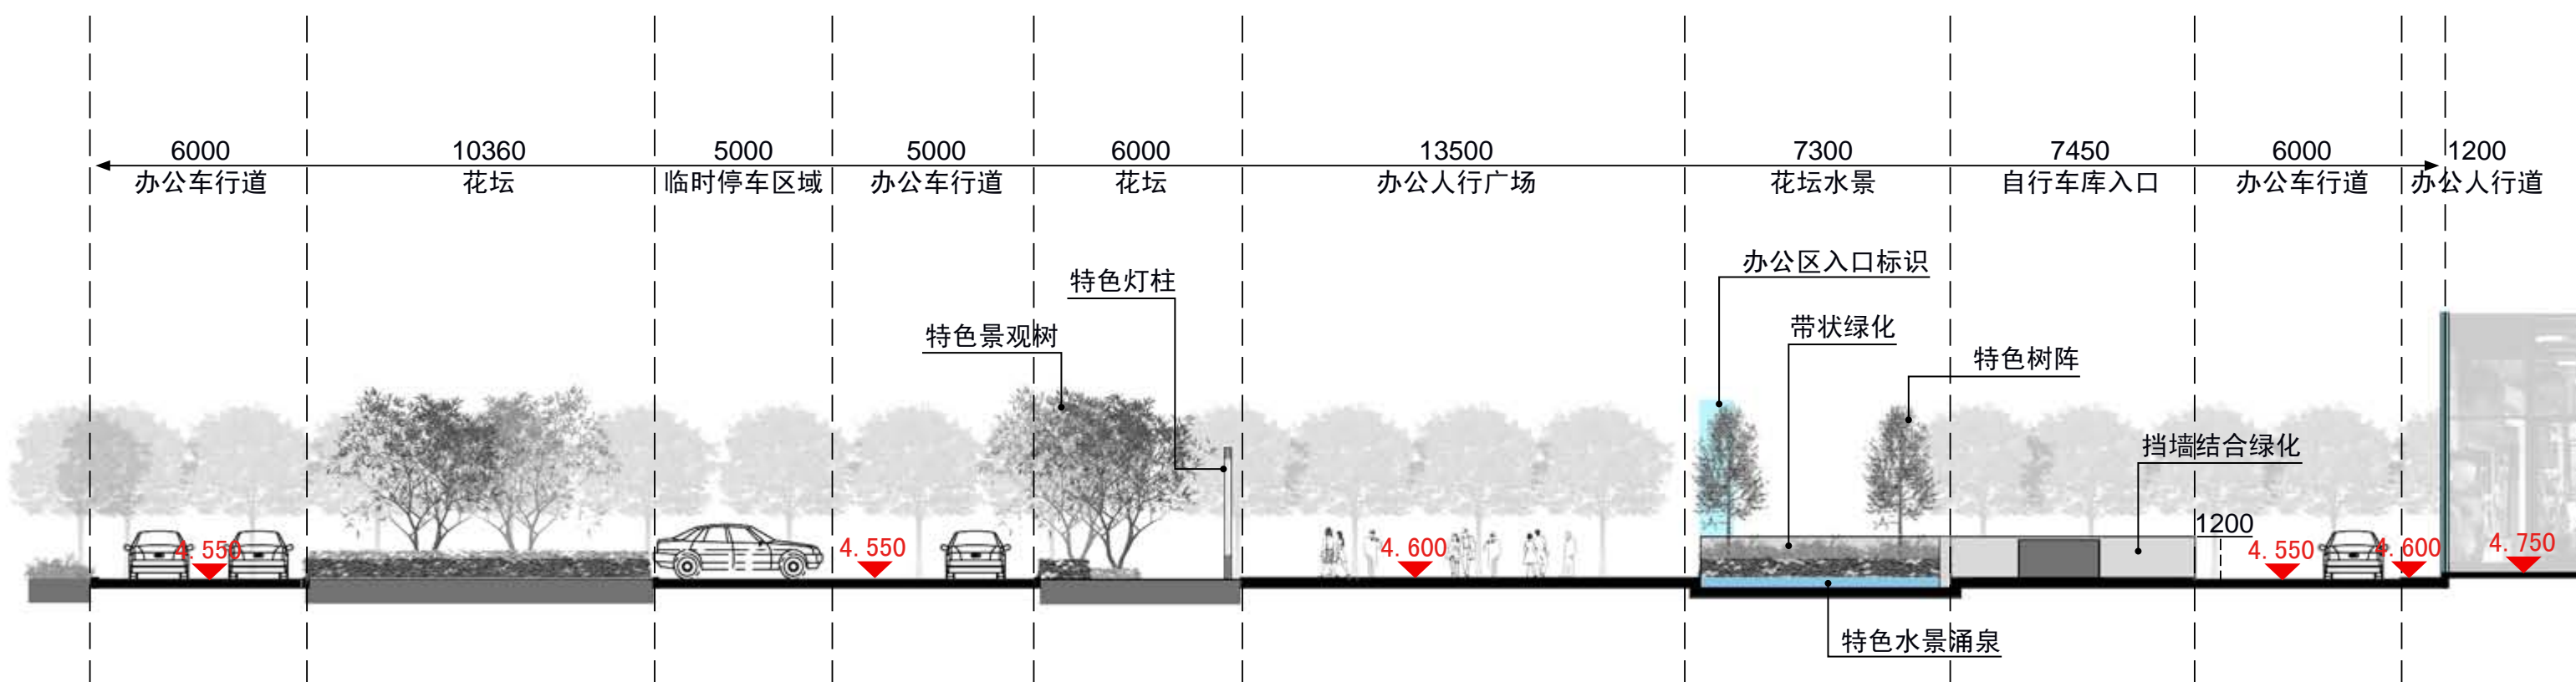 6000
10360
5000
5000
6000
13500
7300
7450
6000
1200
办公车行道
花坛
临时停车区域
办公车行道
花坛
办公人行广场
花坛水景
自行车库入口
办公车行道
办公人行道
办公区入口标识
特色灯柱
带状绿化
特色景观树
特色树阵
挡墙结合绿化
1200
4.550
4.550
4.600
4.550
4.600
4.750
特色水景涌泉